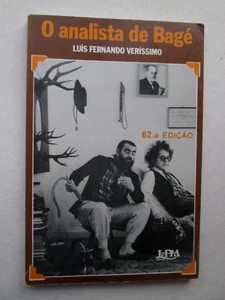 O analista de Bagé
LUÍS FERNANDO VERÍSSIMO
62.a EDIÇÃO
L&PM